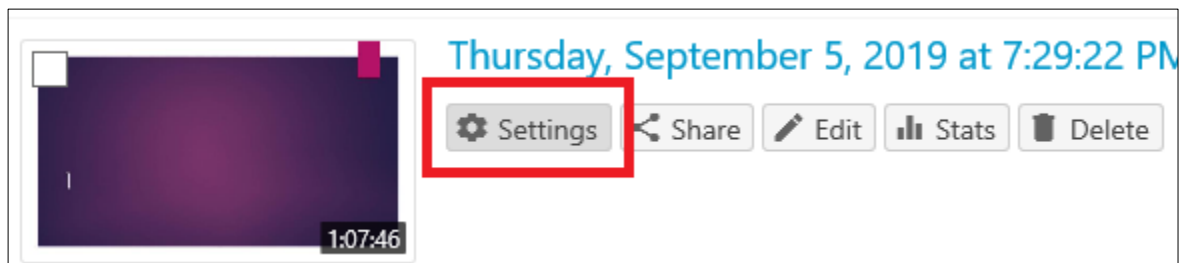 Thursday, September 5, 2019 at 7:29:22 PM
Settings Share Edit Stats Delete
1:07:46